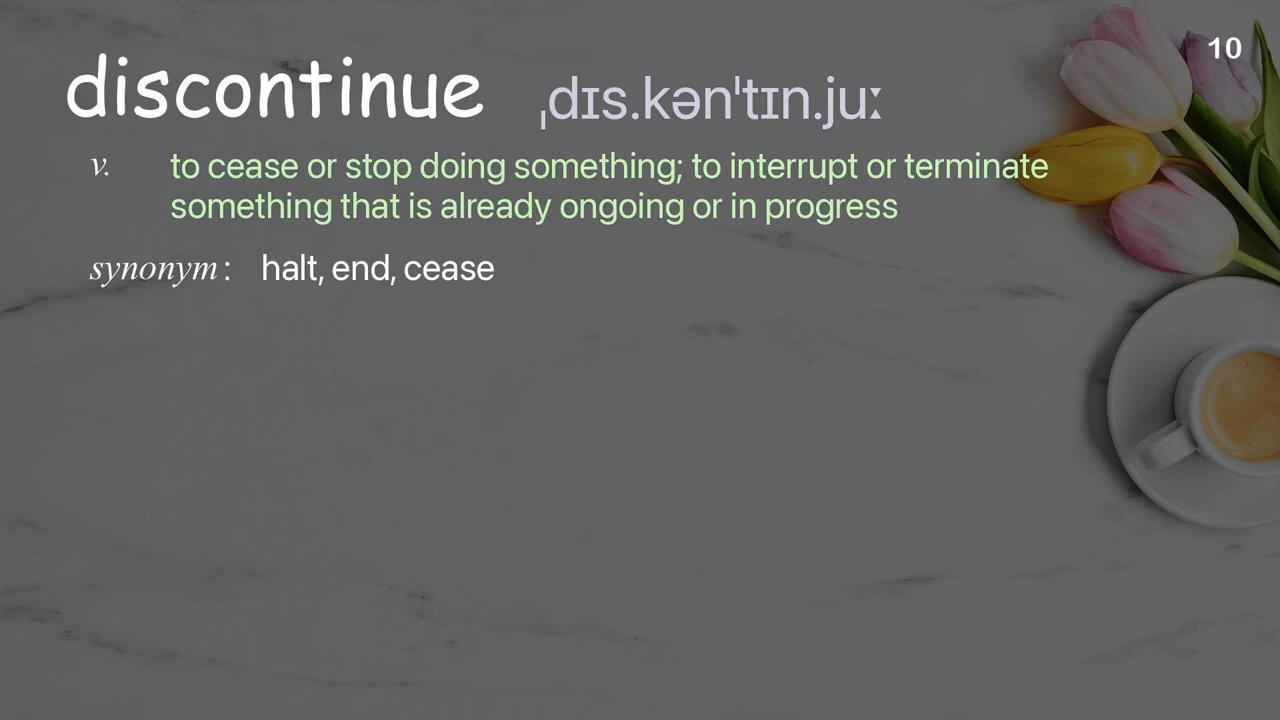 10
discontinue ˌdɪs.kənˈtɪn.juː
v. to cease or stop doing something; to interrupt or terminate
something that is already ongoing or in progress
synonym : halt, end, cease